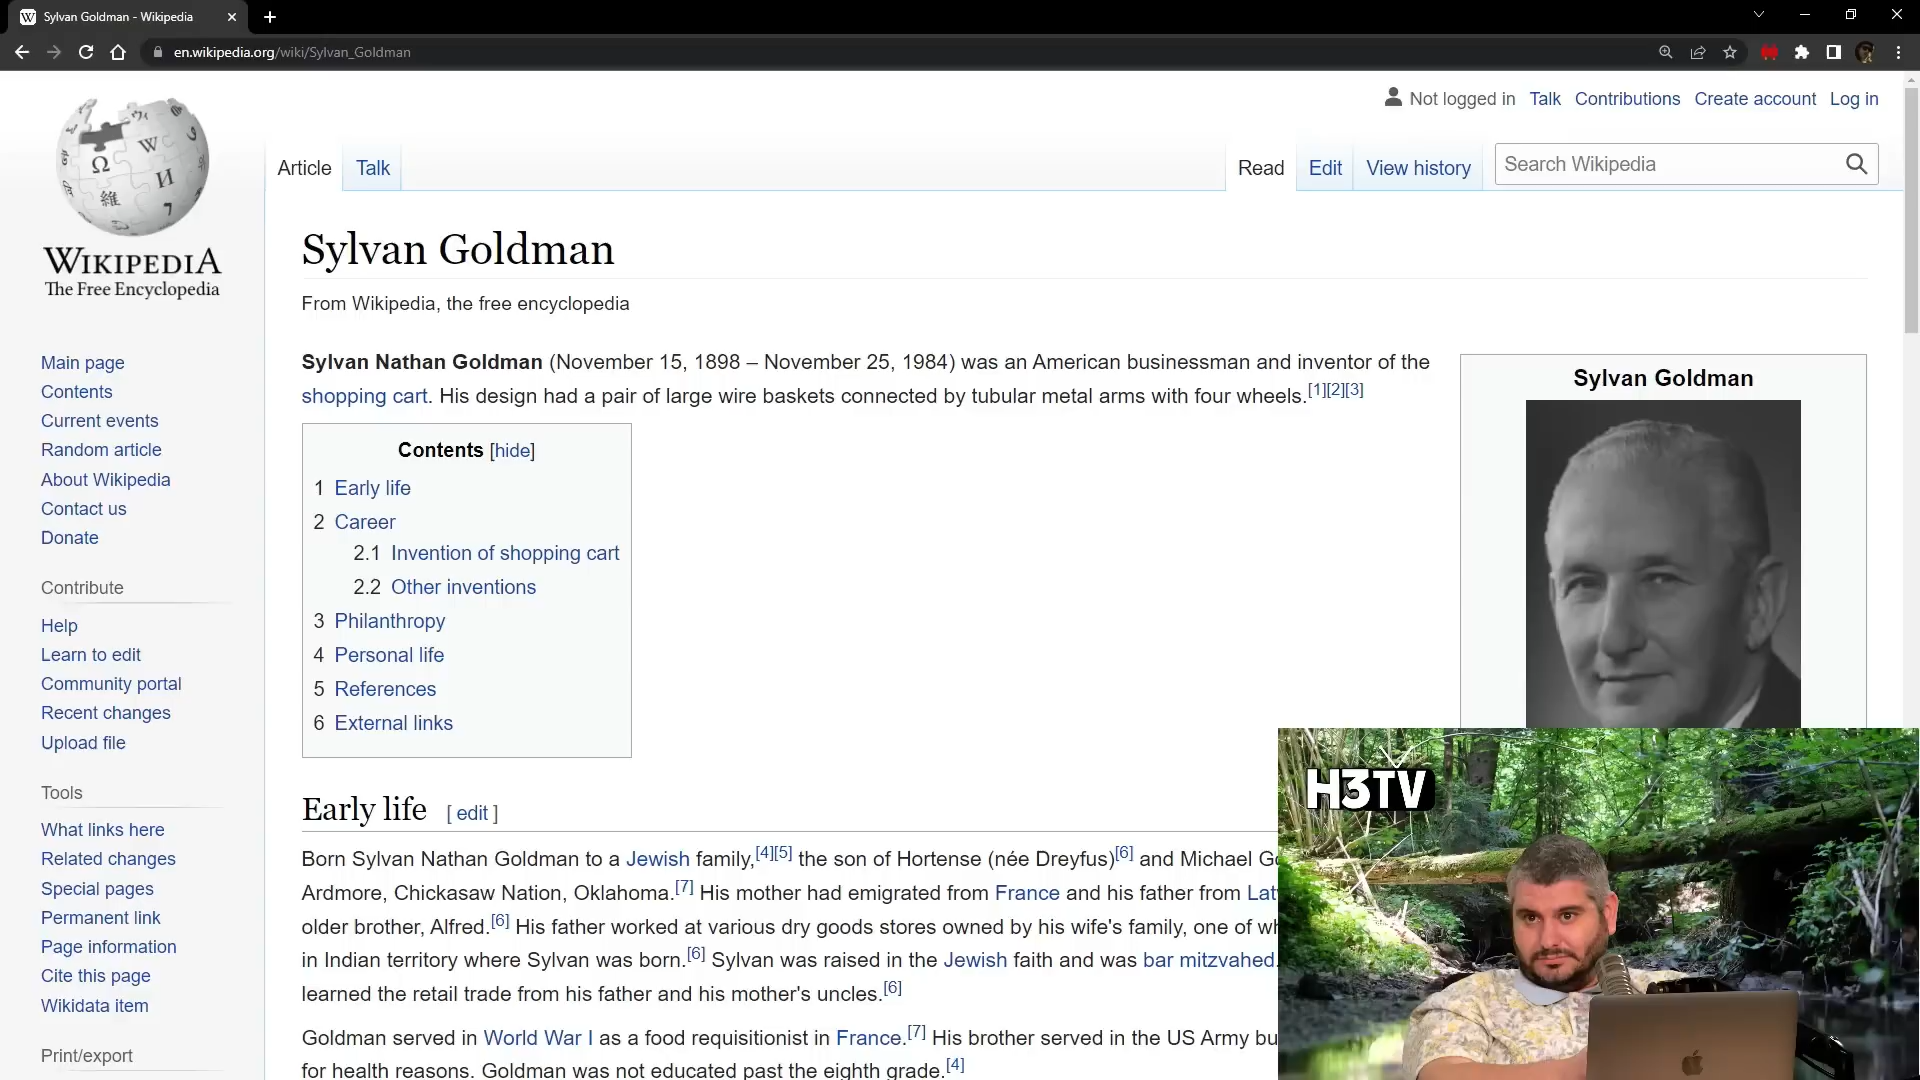 Sylvan Goldman - Wikipedia
en.wikipedia.org/wiki/Sylvan_Goldman
Not logged in Talk Contributions Create account Log in
Article Talk Read Edit View history Search Wikipedia
WIKIPEDIA
The Free Encyclopedia
Main page
Contents
Current events
Random article
About Wikipedia
Contact us
Donate
Contribute
Help
Learn to edit
Community portal
Recent changes
Upload file
Tools
What links here
Related changes
Special pages
Permanent link
Page information
Cite this page
Wikidata item
Print/export
Sylvan Goldman
From Wikipedia, the free encyclopedia
Sylvan Nathan Goldman (November 15, 1898 – November 25, 1984) was an American businessman and inventor of the
shopping cart. His design had a pair of large wire baskets connected by tubular metal arms with four wheels.[1][2][3]
Contents [hide]
1 Early life
2 Career
2.1 Invention of shopping cart
2.2 Other inventions
3 Philanthropy
4 Personal life
5 References
6 External links
Sylvan Goldman
Early life [ edit ]
Born Sylvan Nathan Goldman to a Jewish family,[4][5] the son of Hortense (née Dreyfus)[6] and Michael
Ardmore, Chickasaw Nation, Oklahoma.[7] His mother had emigrated from France and his father from
older brother, Alfred.[6] His father worked at various dry goods stores owned by his wife's family, one of
in Indian territory where Sylvan was born.[6] Sylvan was raised in the Jewish faith and was bar mitzvahed.
learned the retail trade from his father and his mother's uncles.[6]
Goldman served in World War I as a food requisitionist in France.[7] His brother served in the US Army
for health reasons. Goldman was not educated past the eighth grade.[4]
H3TV